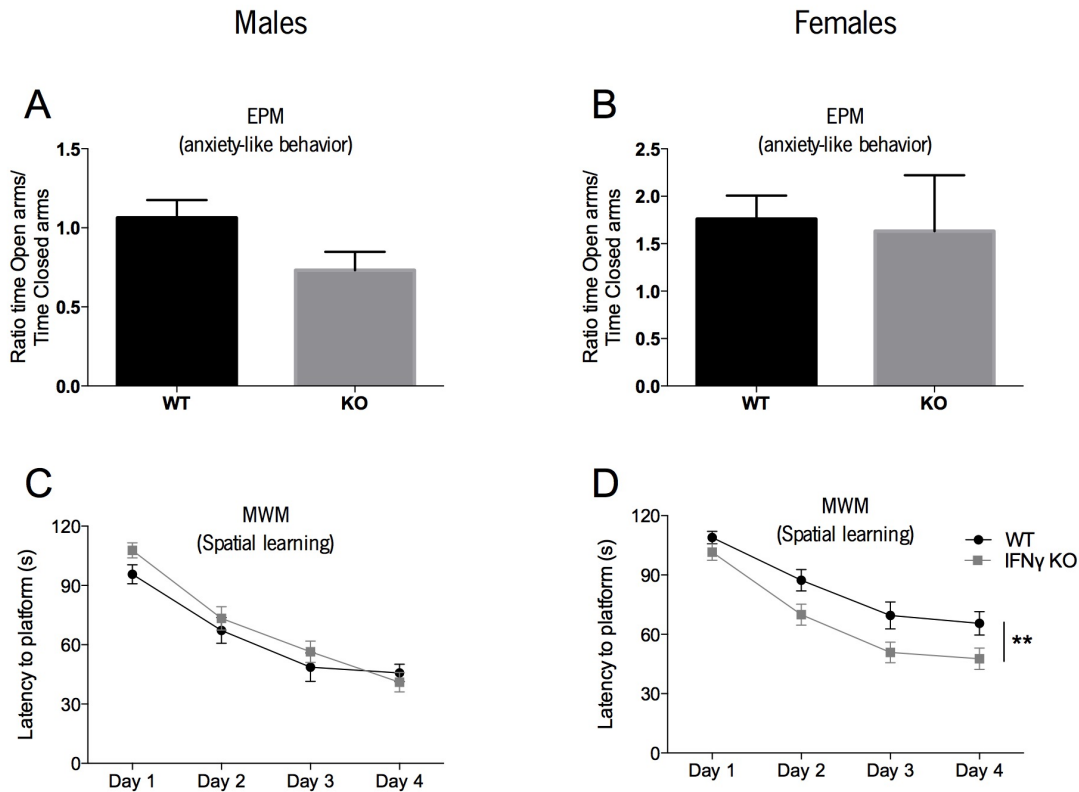 Males
Females
A
EPM
(anxiety-like behavior)
Ratio time Open arms/
Time Closed arms
1.5
1.0
0.5
0.0
WT
KO
B
EPM
(anxiety-like behavior)
Ratio time Open arms/
Time Closed arms
2.5
2.0
1.5
1.0
0.5
0.0
WT
KO
C
MWM
(Spatial learning)
Latency to platform (s)
120
90
60
30
0
Day 1
Day 2
Day 3
Day 4
D
MWM
(Spatial learning)
Latency to platform (s)
120
90
60
30
0
Day 1
Day 2
Day 3
Day 4
WT
IFNγ KO
**